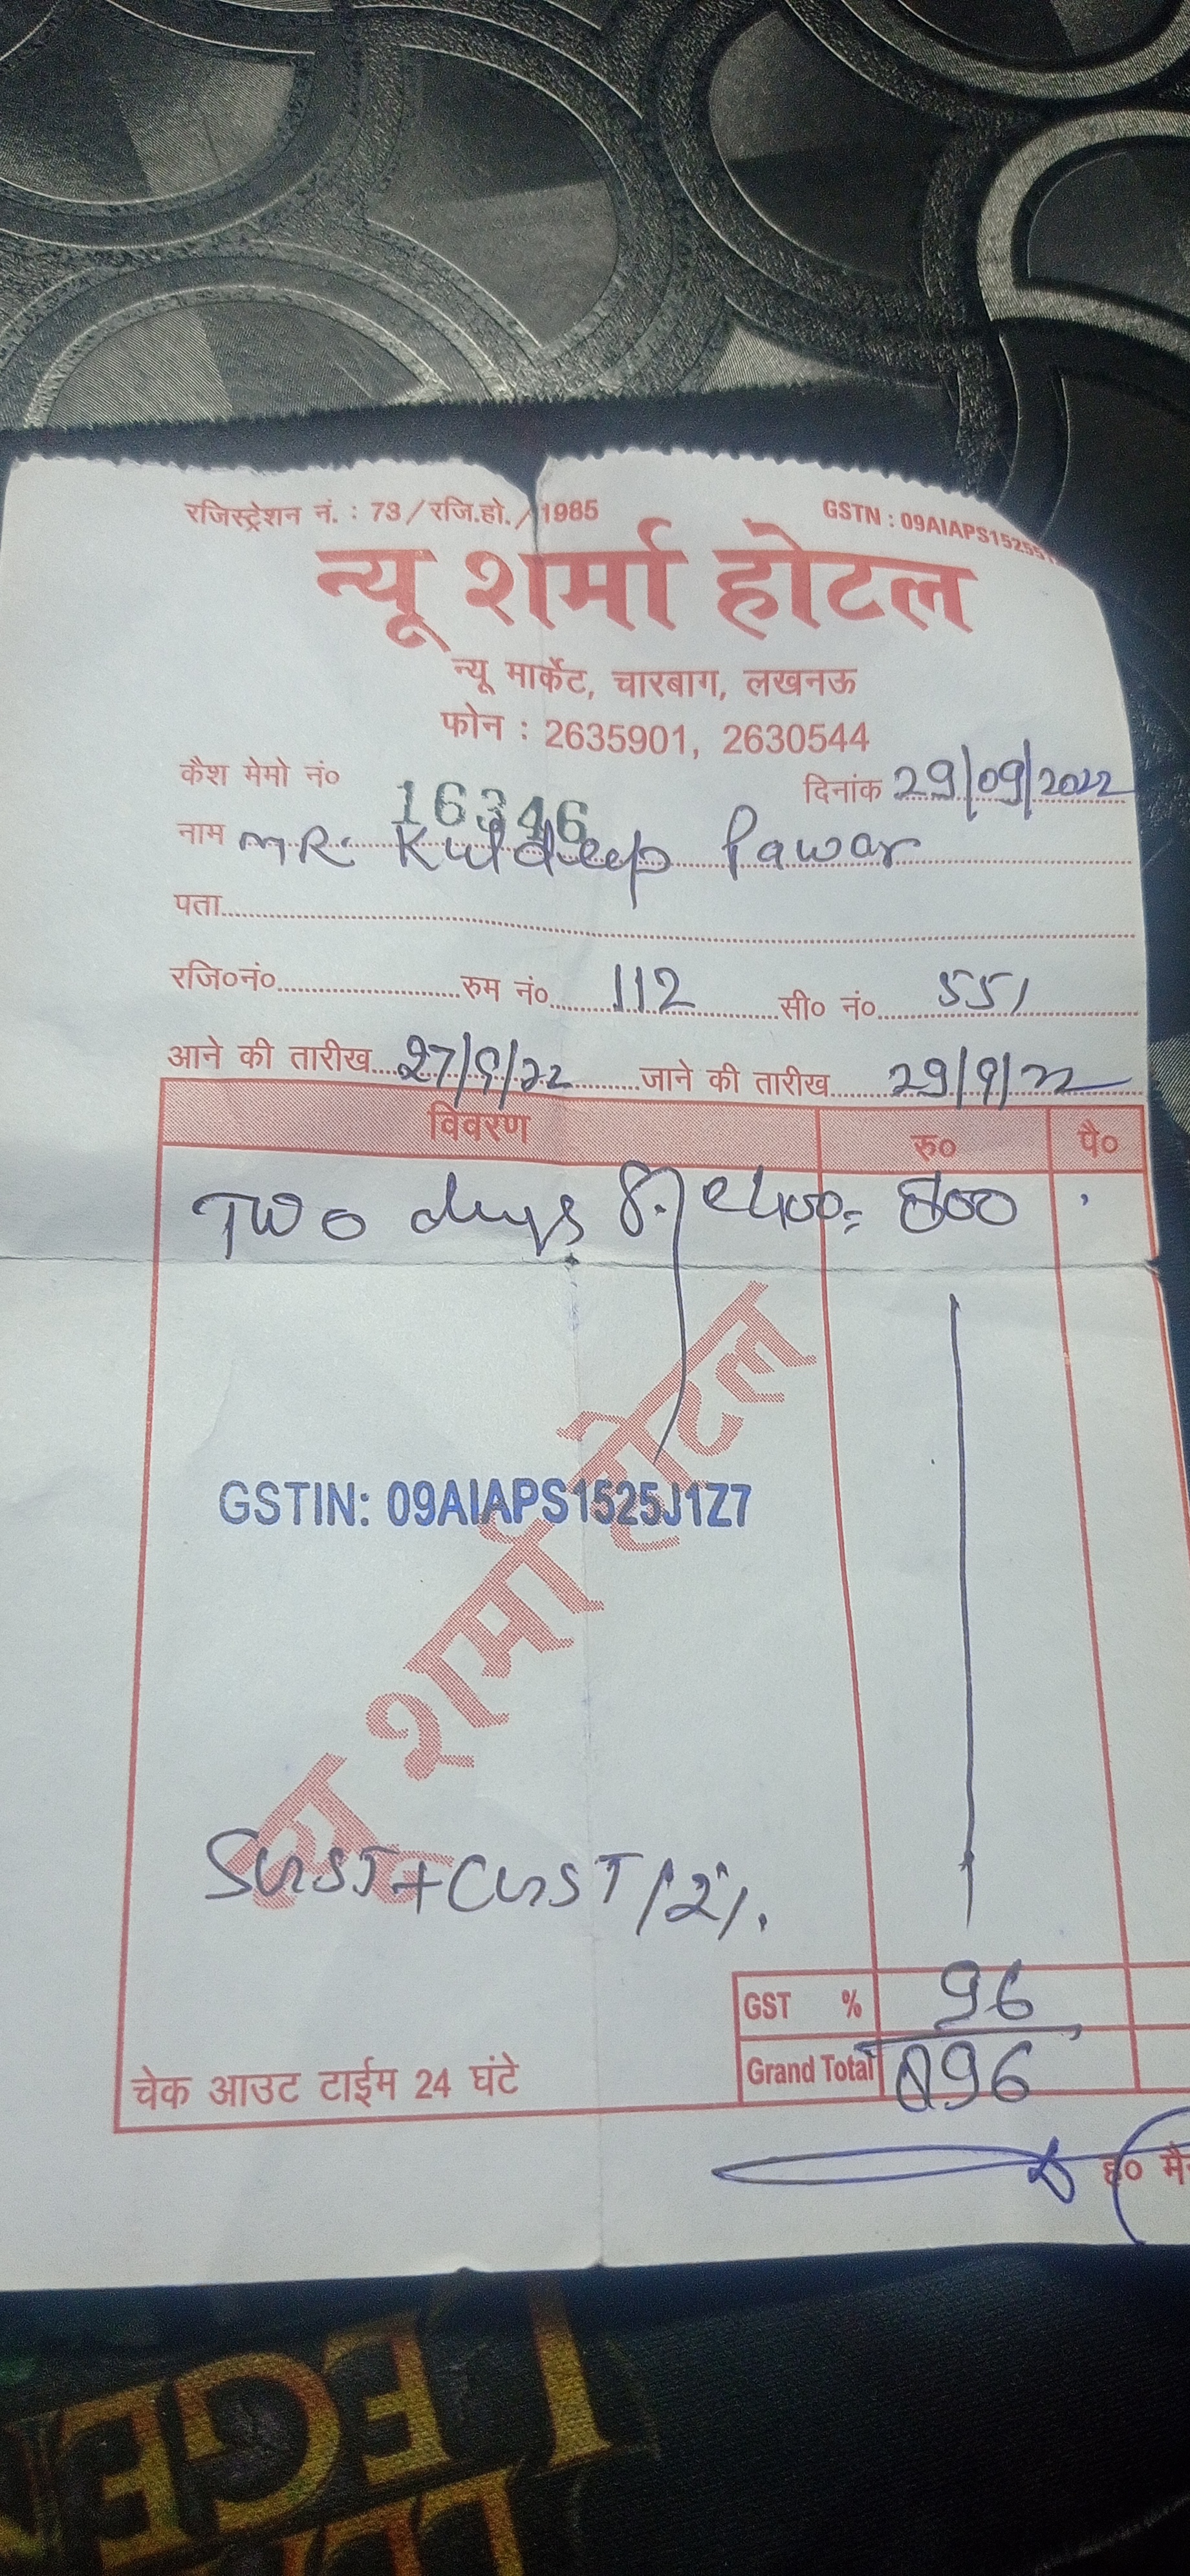 रजिस्ट्रेशन नं. : 73/रजि.हो./1985 GSTN : 09AIAPS1525
न्यू शर्मा होटल
न्यू मार्केट, चारबाग, लखनऊ
फोन : 2635901, 2630544
कैश मेमो नं० 16346 दिनांक 29/09/2022
नाम MR. Kuldeep Pawar
पता
रजि०नं० रुम नं० 112 सी० नं० 551
आने की तारीख 27/9/22 जाने की तारीख 29/9/22
विवरण रु० पै०
Two days @400= 800
GSTIN: 09AIAPS1525J1Z7
न्यू शर्मा होटल
SGST+CGST 12%.
GST % 96
Grand Total 896
चेक आउट टाईम 24 घंटे
ह०